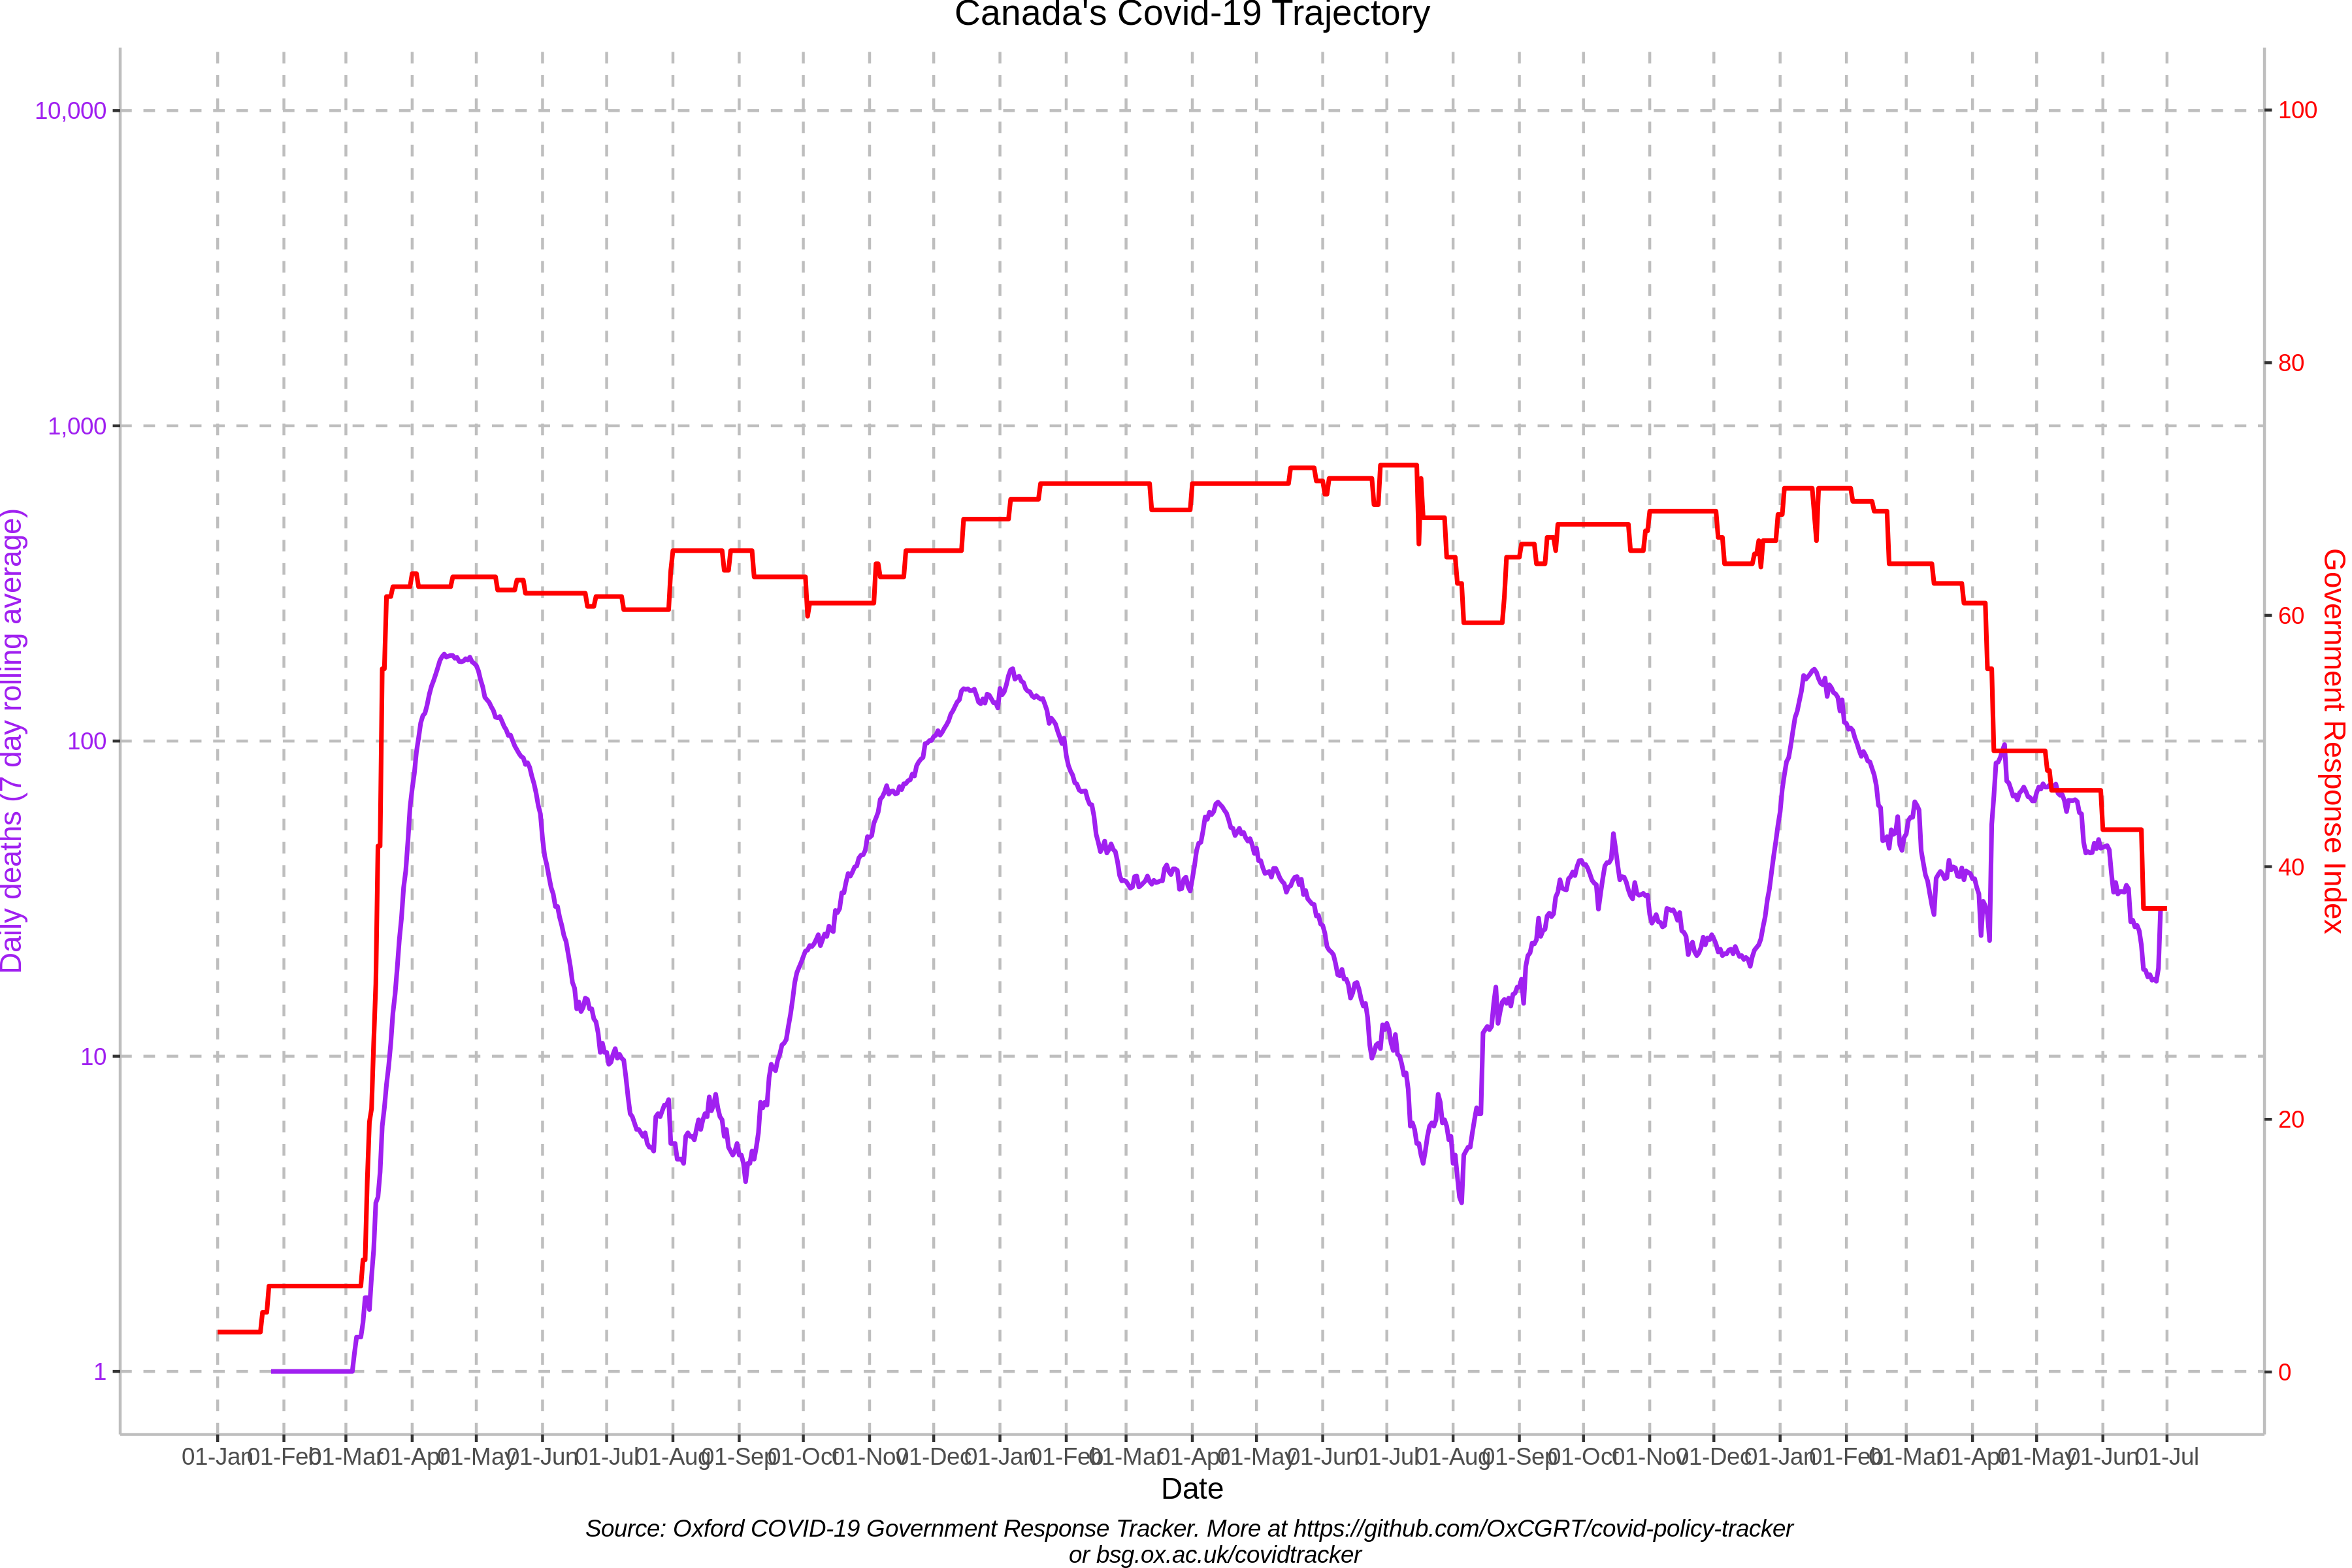 Canada's Covid-19 Trajectory
10,000
1,000
100
10
1
Daily deaths (7 day rolling average)
100
80
60
40
20
0
Government Response Index
01-Jan 01-Feb 01-Mar 01-Apr 01-May 01-Jun 01-Jul 01-Aug 01-Sep 01-Oct 01-Nov 01-Dec 01-Jan 01-Feb 01-Mar 01-Apr 01-May 01-Jun 01-Jul 01-Aug 01-Sep 01-Oct 01-Nov 01-Dec 01-Jan 01-Feb 01-Mar 01-Apr 01-May 01-Jun 01-Jul
Date
Source: Oxford COVID-19 Government Response Tracker. More at https://github.com/OxCGRT/covid-policy-tracker
or bsg.ox.ac.uk/covidtracker